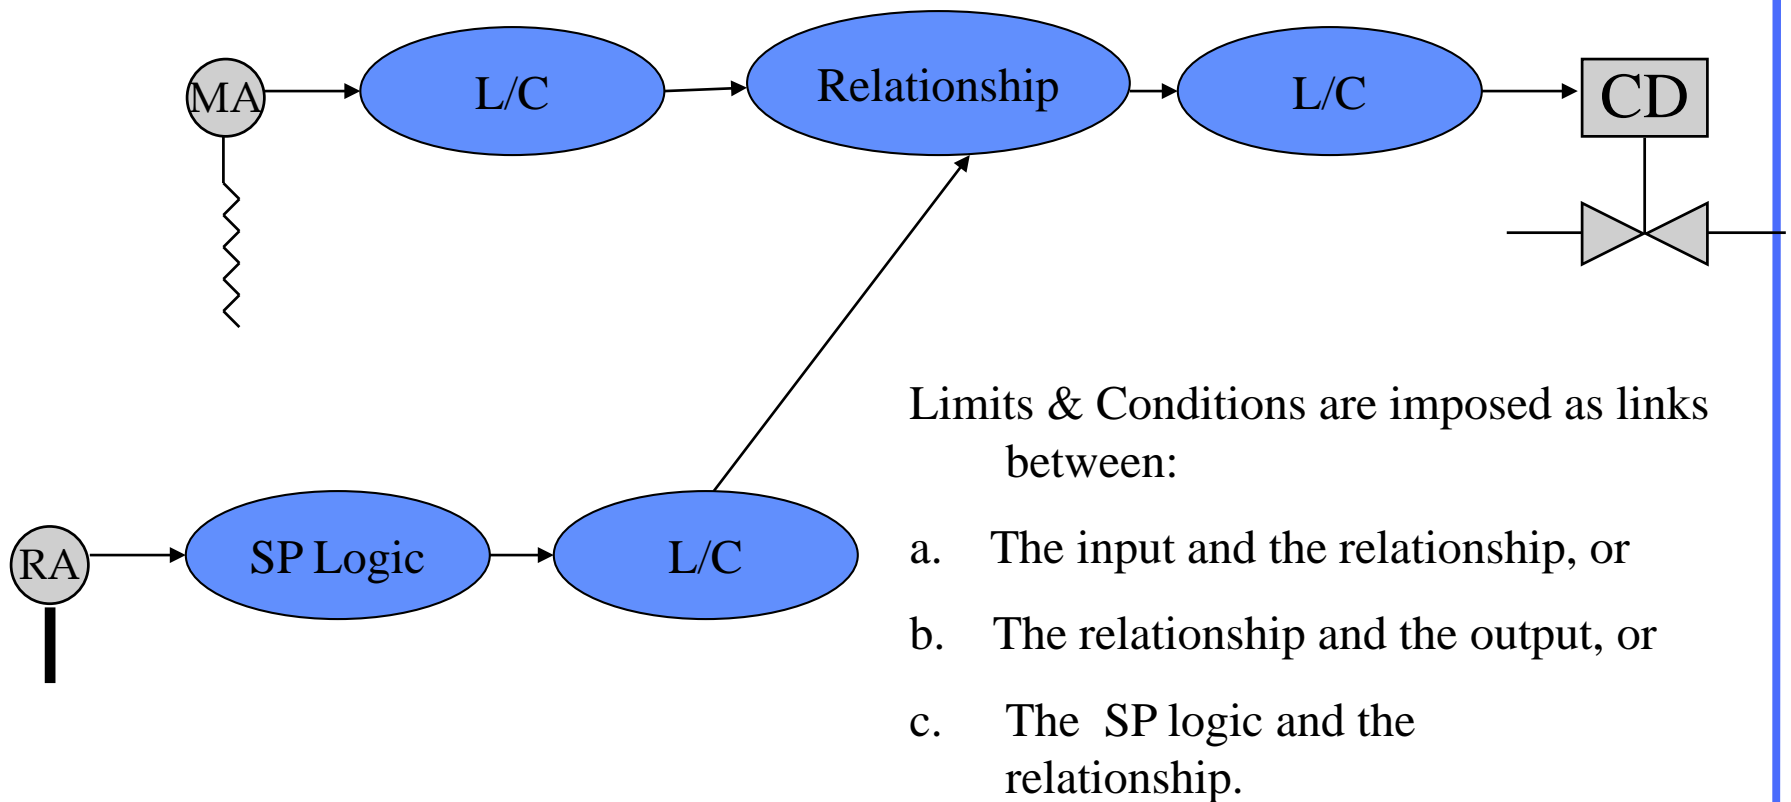 MA
L/C
Relationship
L/C
CD
RA
SP Logic
L/C
Limits & Conditions are imposed as links
between:
a. The input and the relationship, or
b. The relationship and the output, or
c. The SP logic and the
relationship.